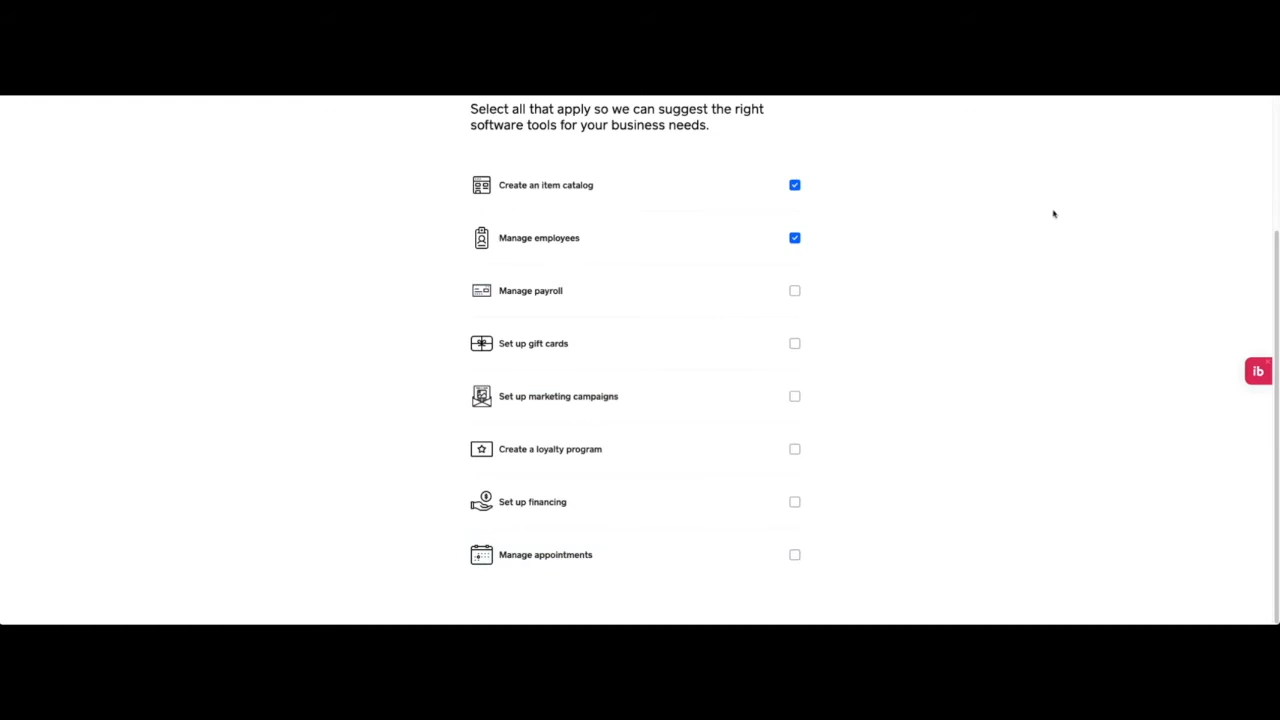 Select all that apply so we can suggest the right
software tools for your business needs.
Create an item catalog
Manage employees
Manage payroll
Set up gift cards
Set up marketing campaigns
Create a loyalty program
Set up financing
Manage appointments
ib